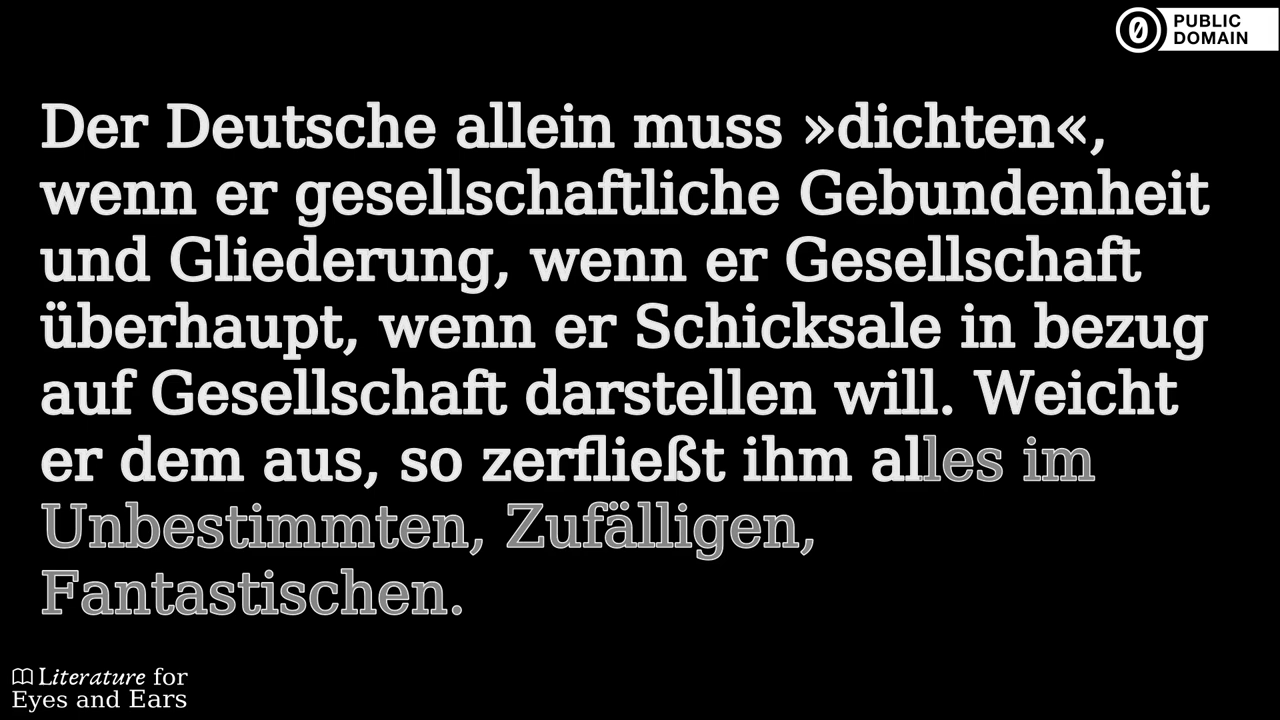 PUBLIC
DOMAIN
Der Deutsche allein muss »dichten«,
wenn er gesellschaftliche Gebundenheit
und Gliederung, wenn er Gesellschaft
überhaupt, wenn er Schicksale in bezug
auf Gesellschaft darstellen will. Weicht
er dem aus, so zerfließt ihm alles im
Unbestimmten, Zufälligen,
Fantastischen.
Literature for
Eyes and Ears